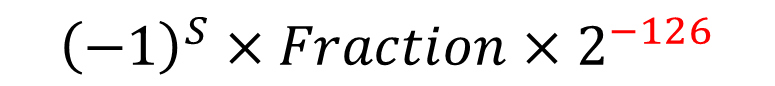 (−1)^S × Fraction × 2^−126